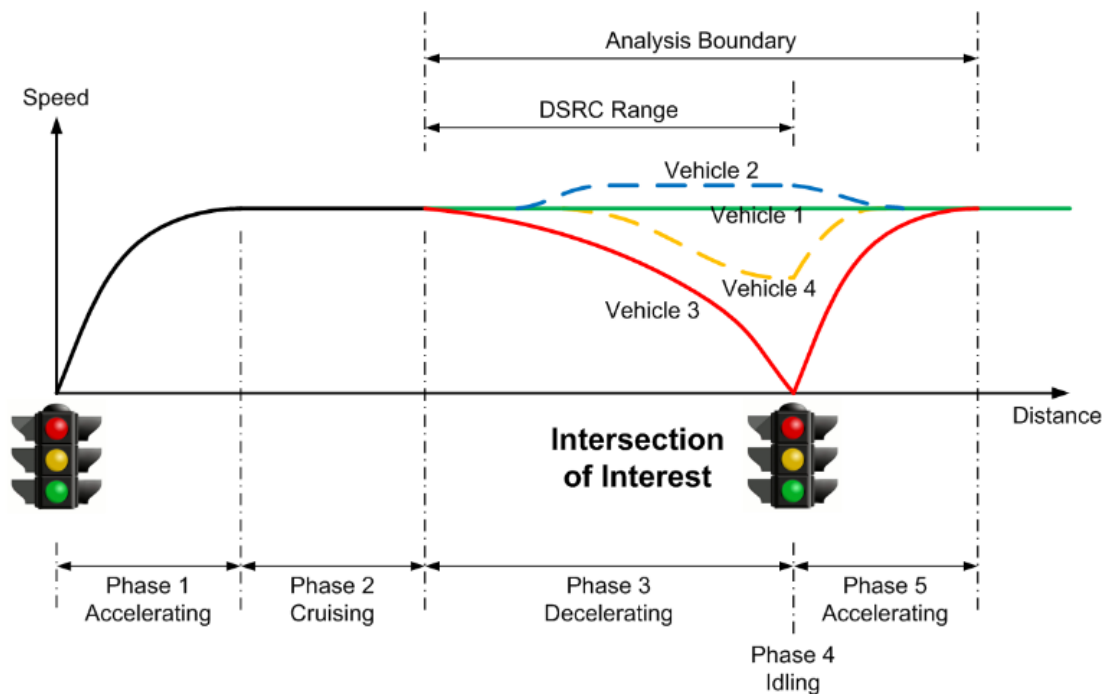 Analysis Boundary
Speed
DSRC Range
Vehicle 2
Vehicle 1
Vehicle 4
Vehicle 3
Distance
Intersection
of Interest
Phase 1
Accelerating
Phase 2
Cruising
Phase 3
Decelerating
Phase 5
Accelerating
Phase 4
Idling